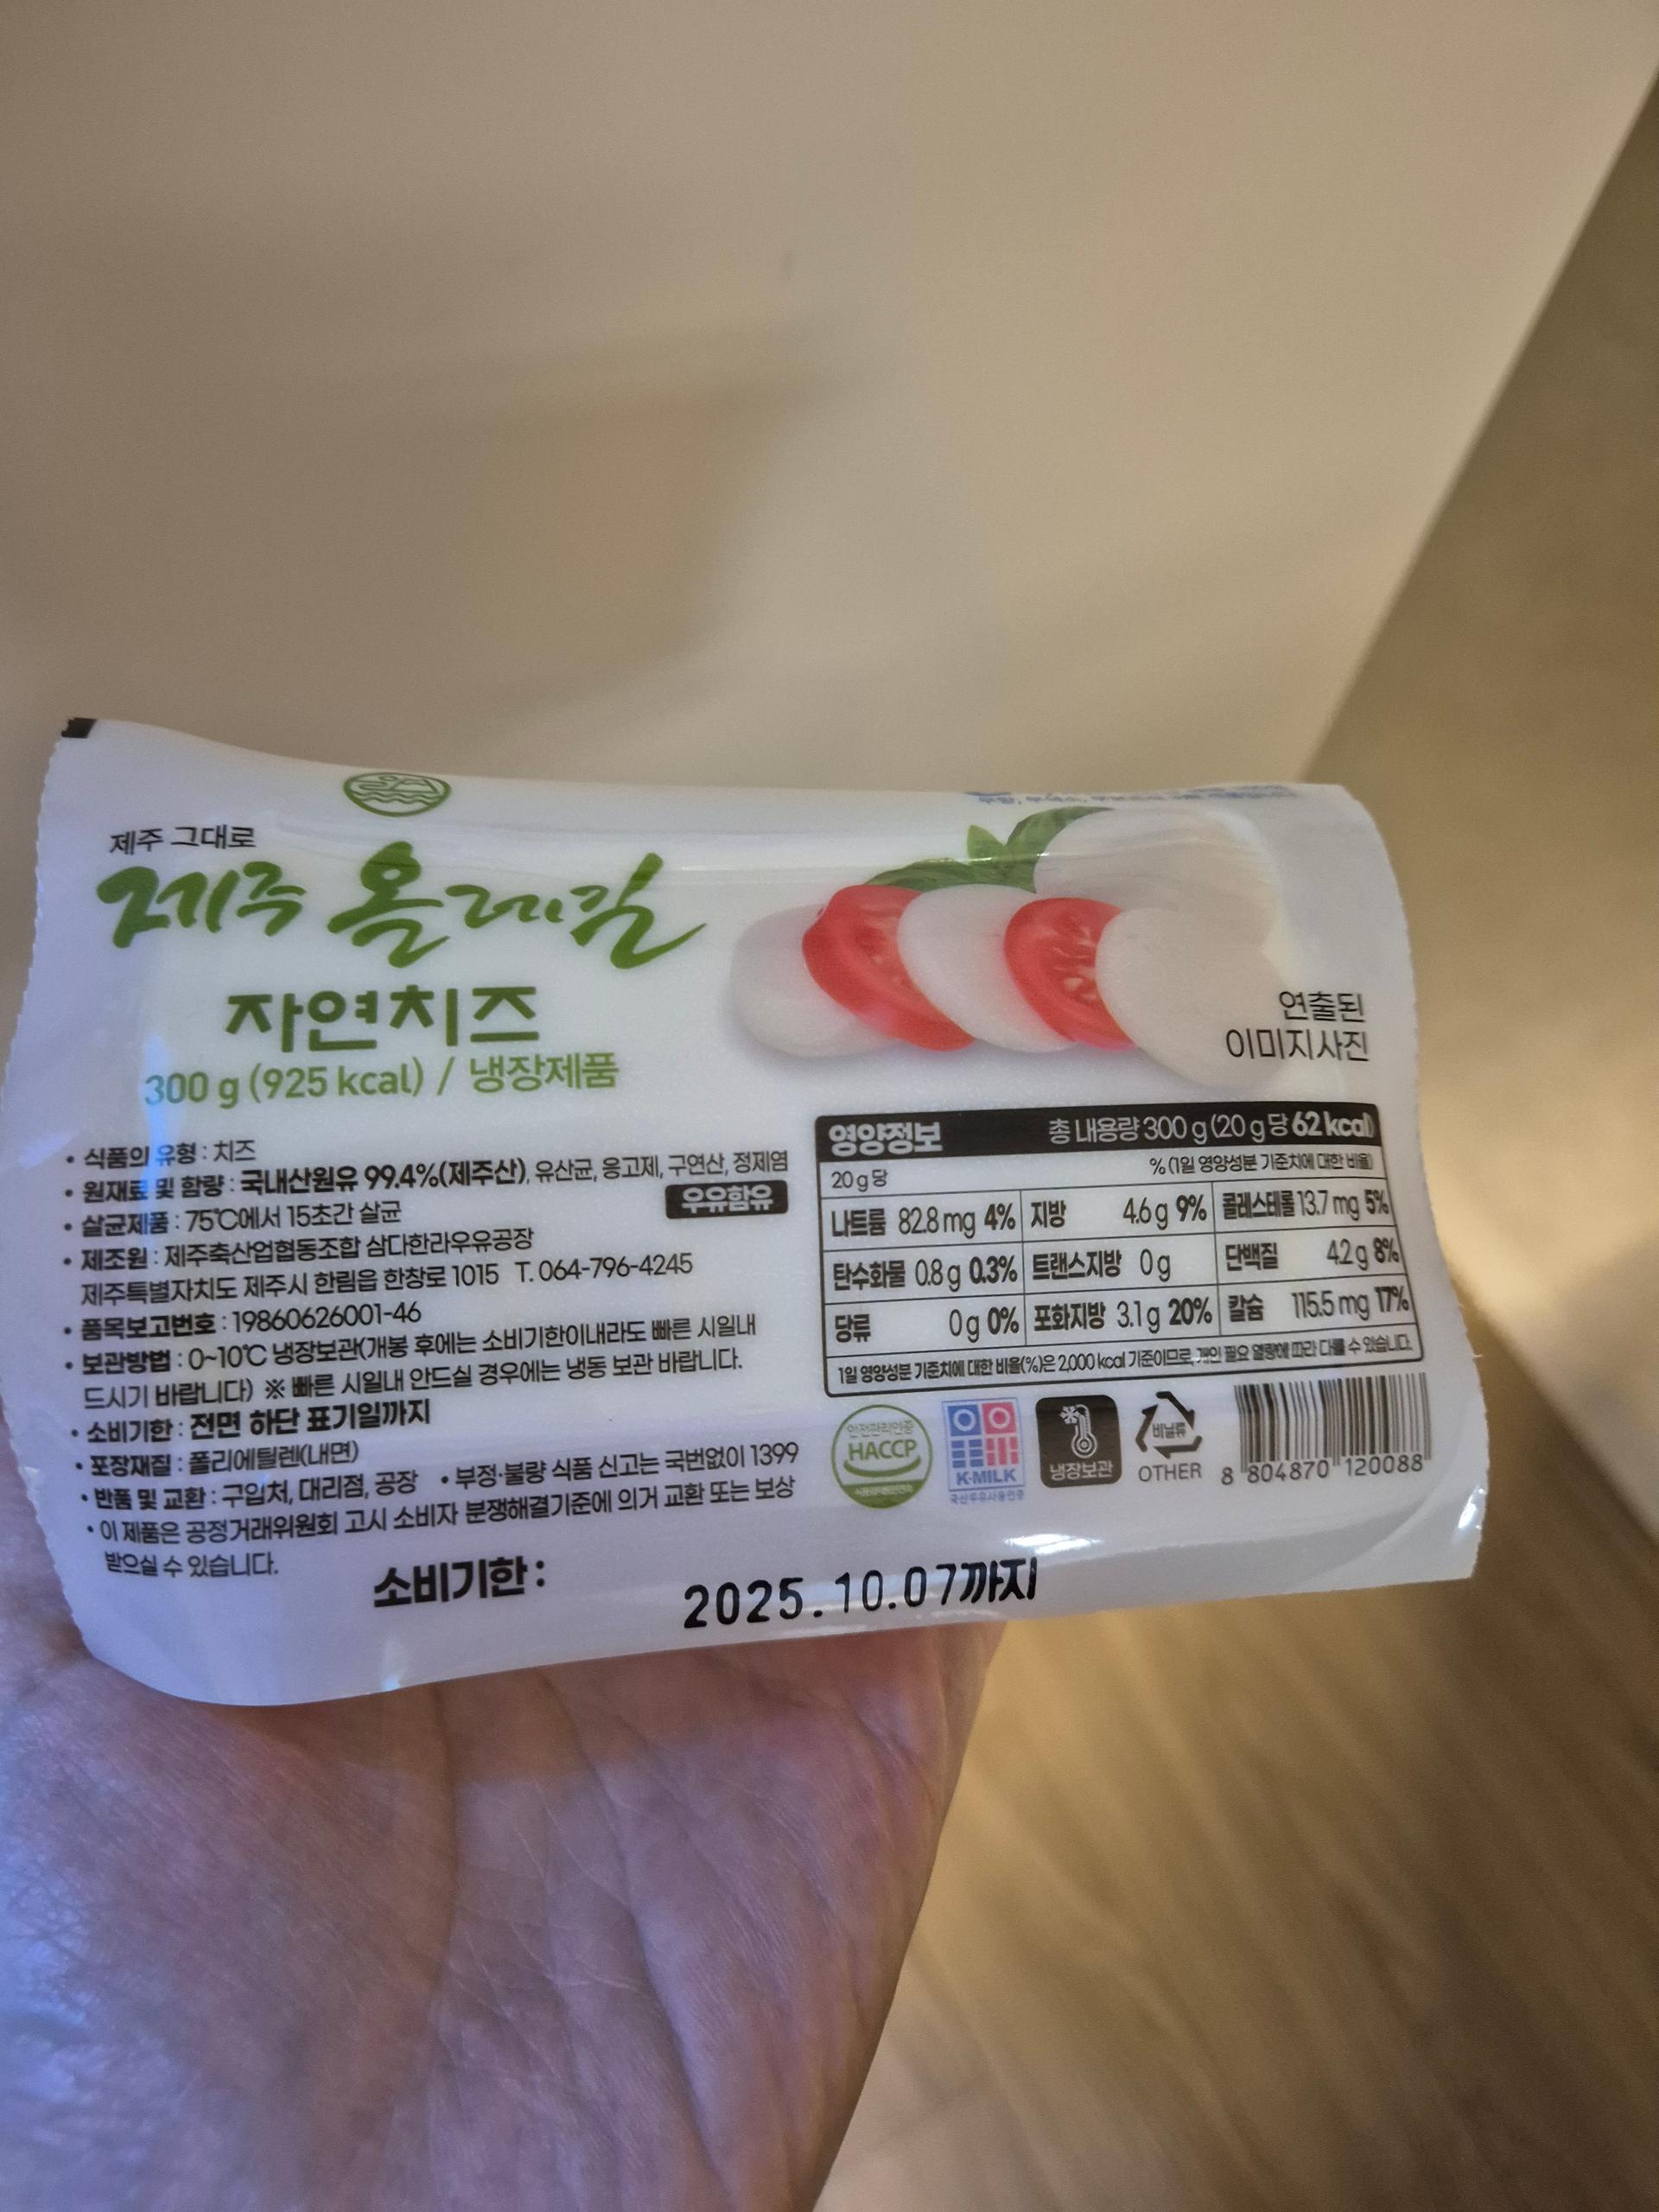 제주 그대로
제주 올레길
자연치즈
300 g (925 kcal) / 냉장제품
연출된
이미지사진
• 식품의 유형 : 치즈
• 원재료 및 함량 : 국내산원유 99.4%(제주산), 유산균, 응고제, 구연산, 정제염
우유함유
• 살균제품 : 75℃에서 15초간 살균
• 제조원 : 제주축산업협동조합 삼다한라우유공장
제주특별자치도 제주시 한림읍 한창로 1015 T. 064-796-4245
• 품목보고번호 : 19860626001-46
• 보관방법 : 0~10℃ 냉장보관(개봉 후에는 소비기한이내라도 빠른 시일내
드시기 바랍니다) ※ 빠른 시일내 안드실 경우에는 냉동 보관 바랍니다.
• 소비기한 : 전면 하단 표기일까지
• 포장재질 : 폴리에틸렌(내면)
• 반품 및 교환 : 구입처, 대리점, 공장 • 부정·불량 식품 신고는 국번없이 1399
• 이 제품은 공정거래위원회 고시 소비자 분쟁해결기준에 의거 교환 또는 보상
받으실 수 있습니다.
영양정보 총 내용량 300 g (20 g당 62 kcal)
20 g당 % (1일 영양성분 기준치에 대한 비율)
나트륨 82.8 mg 4% 지방 4.6 g 9% 콜레스테롤 13.7 mg 5%
탄수화물 0.8 g 0.3% 트랜스지방 0 g 단백질 4.2 g 8%
당류 0 g 0% 포화지방 3.1 g 20% 칼슘 115.5 mg 17%
1일 영양성분 기준치에 대한 비율(%)은 2,000 kcal 기준이므로 개인 필요 열량에 따라 다를 수 있습니다.
안전관리인증
HACCP
K-MILK
국산우유사용인증
냉장보관
비닐류
OTHER
8 804870 120088
소비기한 : 2025.10.07까지